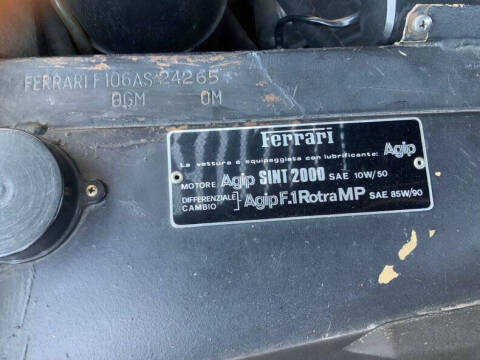 FERRARI F106AS 24265
DGM OM
Ferrari
La vettura è equipaggiata con lubrificante: Agip
MOTORE Agip SINT 2000 SAE 10W/50
DIFFERENZIALE
CAMBIO Agip F.1 Rotra MP SAE 85W/90